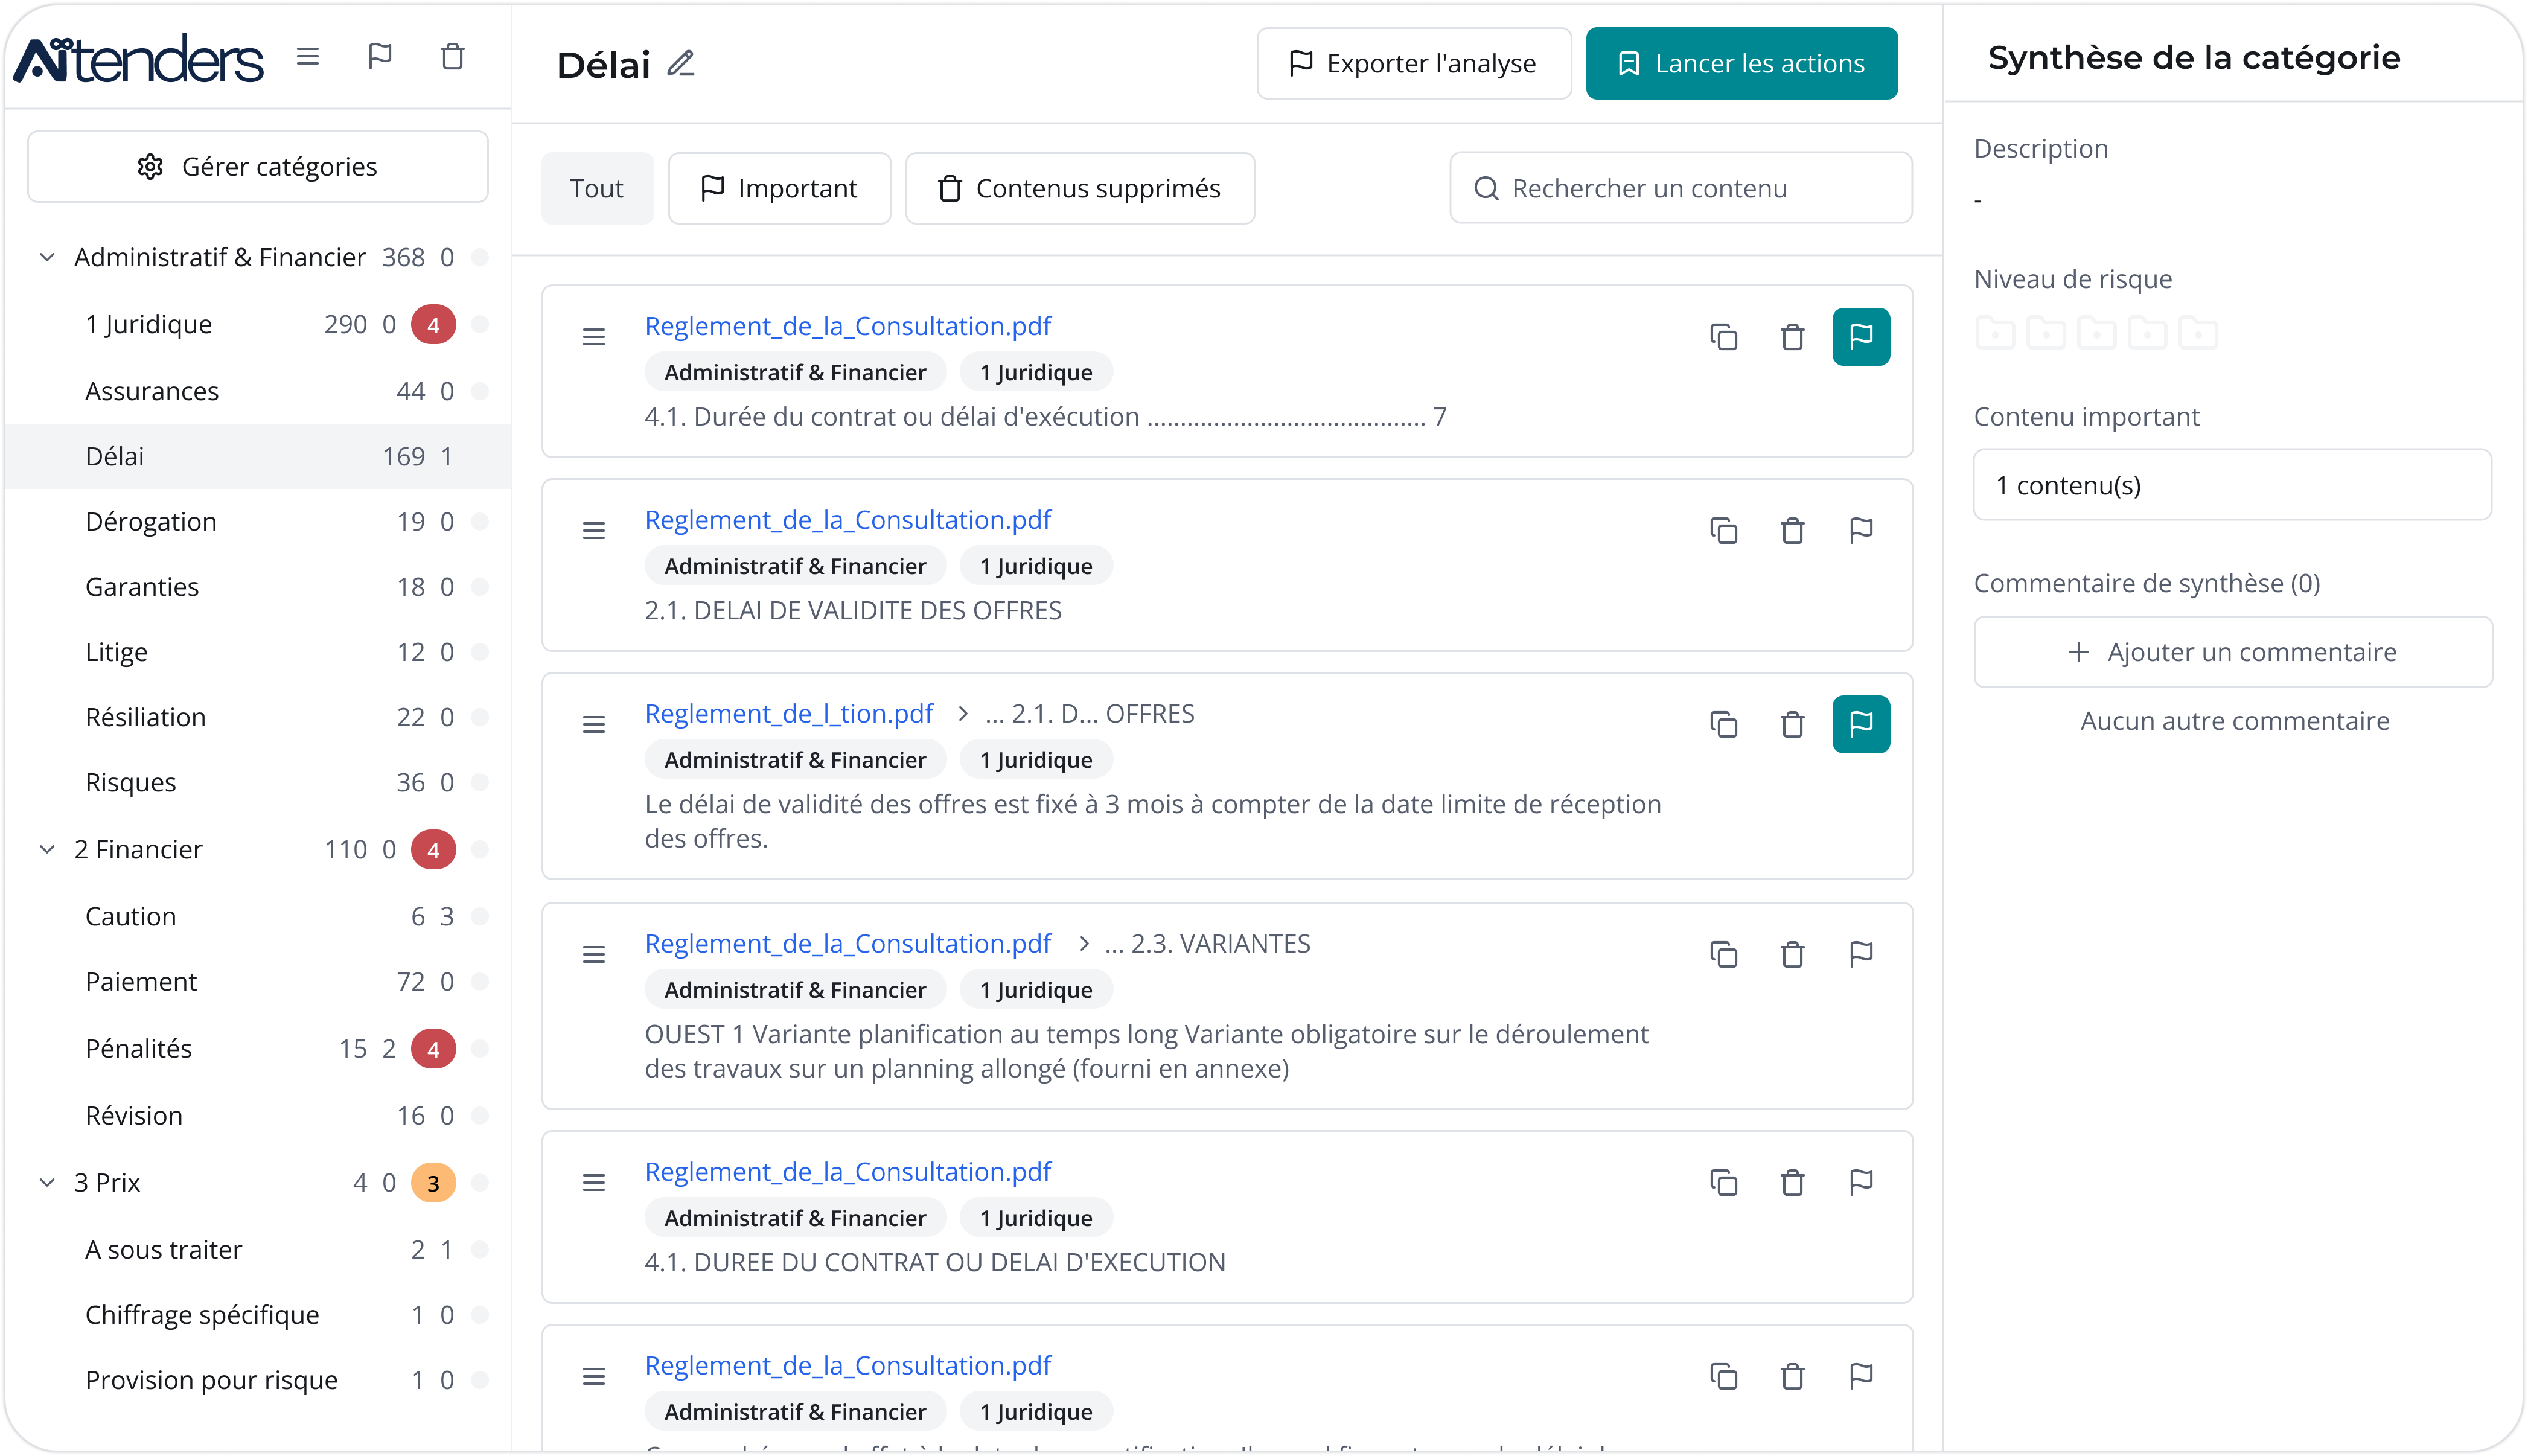 Aitenders
Gérer catégories
Administratif & Financier 368 0
1 Juridique 290 0 4
Assurances 44 0
Délai 169 1
Dérogation 19 0
Garanties 18 0
Litige 12 0
Résiliation 22 0
Risques 36 0
2 Financier 110 0 4
Caution 6 3
Paiement 72 0
Pénalités 15 2 4
Révision 16 0
3 Prix 4 0 3
A sous traiter 2 1
Chiffrage spécifique 1 0
Provision pour risque 1 0
Délai
Exporter l'analyse
Lancer les actions
Tout
Important
Contenus supprimés
Rechercher un contenu
Reglement_de_la_Consultation.pdf
Administratif & Financier 1 Juridique
4.1. Durée du contrat ou délai d'exécution .......................................... 7
Reglement_de_la_Consultation.pdf
Administratif & Financier 1 Juridique
2.1. DELAI DE VALIDITE DES OFFRES
Reglement_de_l_tion.pdf > ... 2.1. D... OFFRES
Administratif & Financier 1 Juridique
Le délai de validité des offres est fixé à 3 mois à compter de la date limite de réception
des offres.
Reglement_de_la_Consultation.pdf > ... 2.3. VARIANTES
Administratif & Financier 1 Juridique
OUEST 1 Variante planification au temps long Variante obligatoire sur le déroulement
des travaux sur un planning allongé (fourni en annexe)
Reglement_de_la_Consultation.pdf
Administratif & Financier 1 Juridique
4.1. DUREE DU CONTRAT OU DELAI D'EXECUTION
Reglement_de_la_Consultation.pdf
Administratif & Financier 1 Juridique
Synthèse de la catégorie
Description
-
Niveau de risque
Contenu important
1 contenu(s)
Commentaire de synthèse (0)
+ Ajouter un commentaire
Aucun autre commentaire